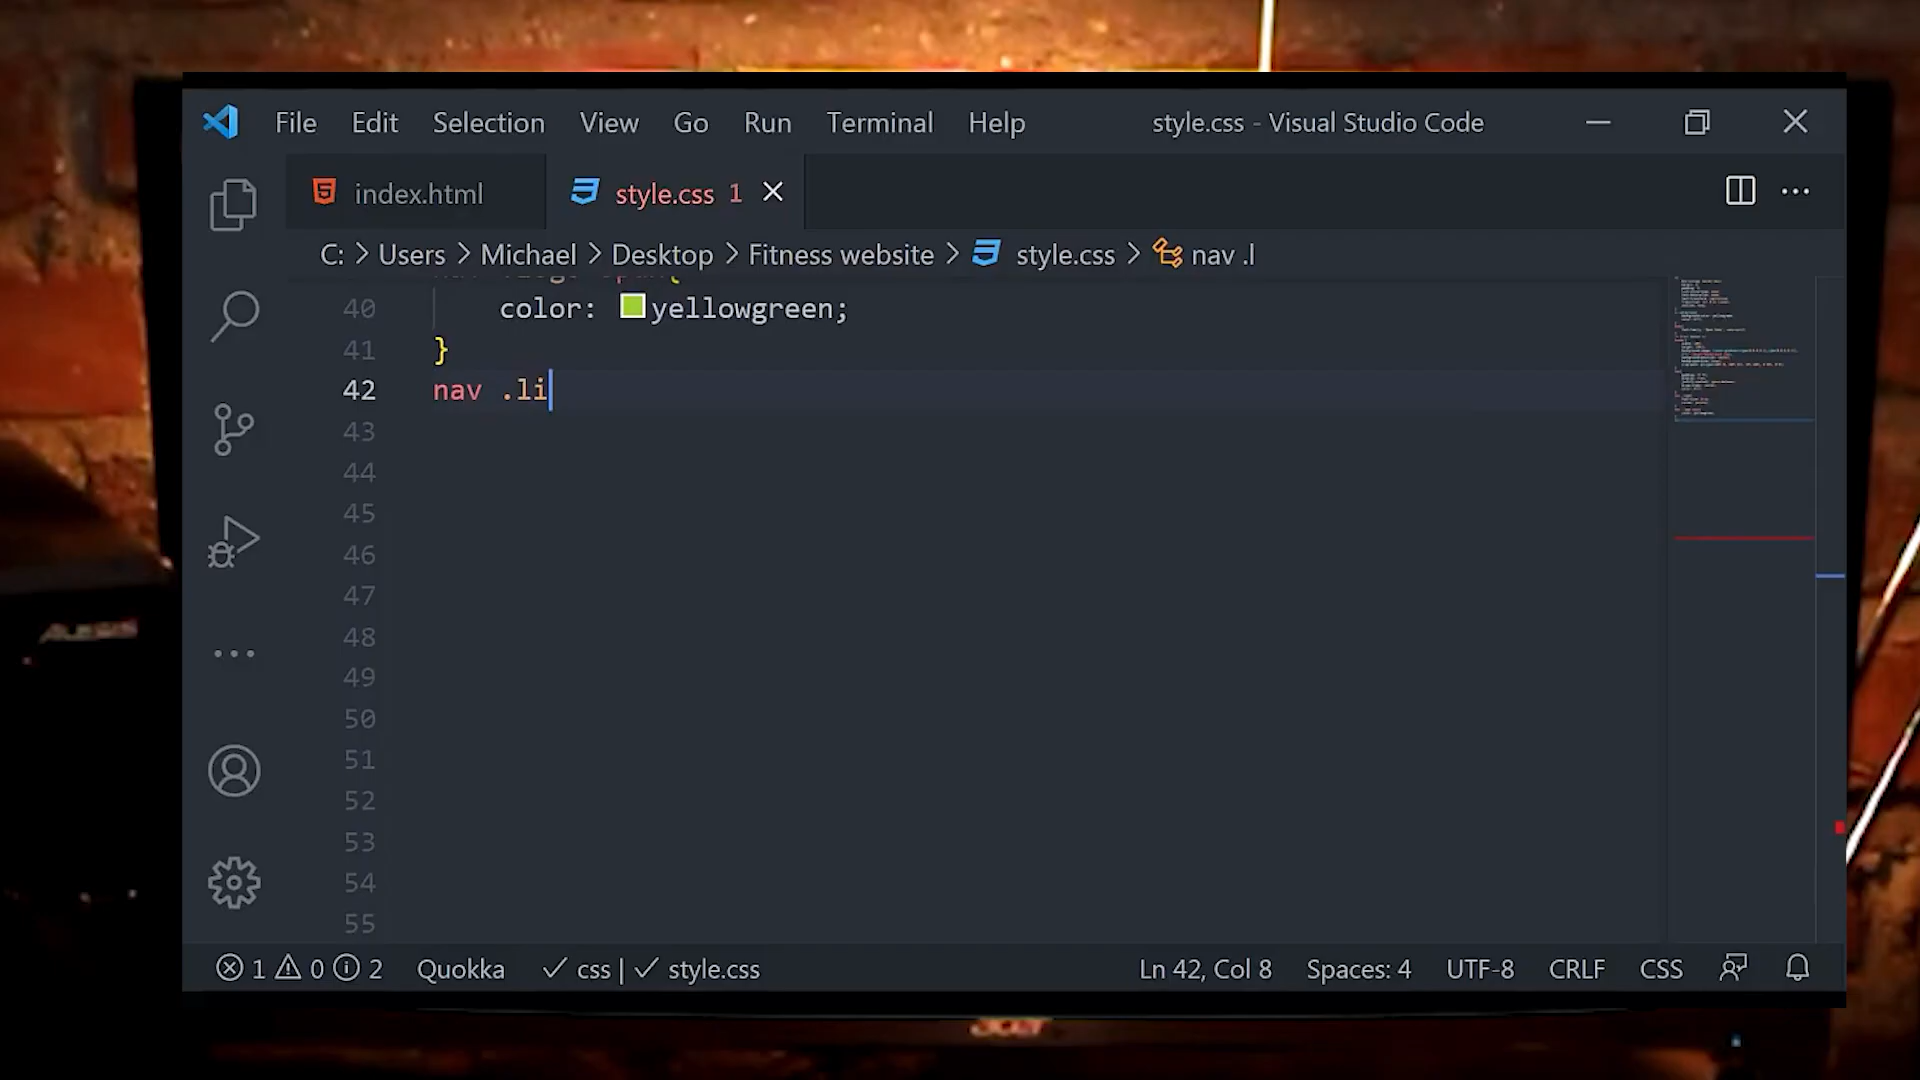 File Edit Selection View Go Run Terminal Help style.css - Visual Studio Code
index.html style.css 1
C: > Users > Michael > Desktop > Fitness website > style.css > nav .l
40 color: yellowgreen;
41 }
42 nav .li
43
44
45
46
47
48
49
50
51
52
53
54
55
1 0 2 Quokka css | style.css Ln 42, Col 8 Spaces: 4 UTF-8 CRLF CSS
ALESIS
acer